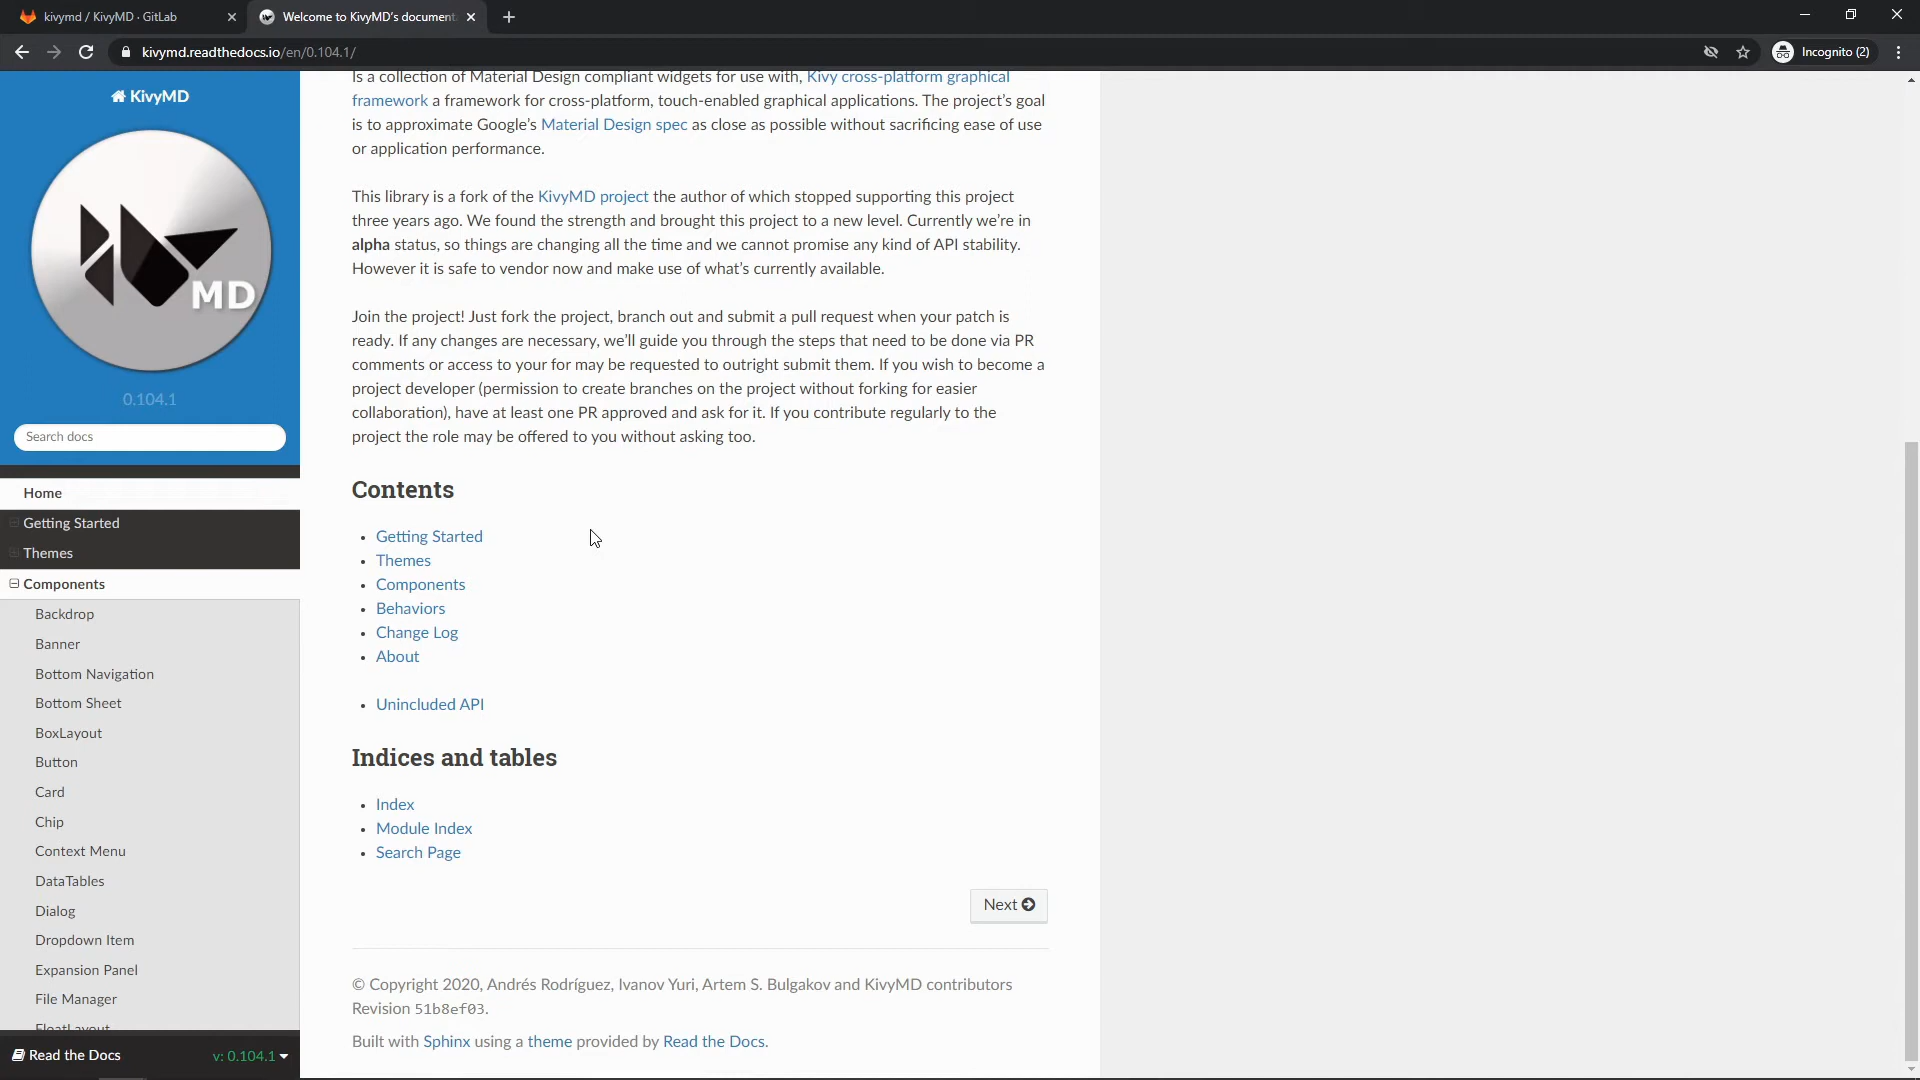 kivymd / KivyMD · GitLab
Welcome to KivyMD's document
kivymd.readthedocs.io/en/0.104.1/
Incognito (2)
KivyMD
MD
0.104.1
Search docs
Home
Getting Started
Themes
Components
Backdrop
Banner
Bottom Navigation
Bottom Sheet
BoxLayout
Button
Card
Chip
Context Menu
DataTables
Dialog
Dropdown Item
Expansion Panel
File Manager
FloatLayout
Read the Docs
v: 0.104.1
Is a collection of Material Design compliant widgets for use with, Kivy cross-platform graphical
framework a framework for cross-platform, touch-enabled graphical applications. The project's goal
is to approximate Google's Material Design spec as close as possible without sacrificing ease of use
or application performance.
This library is a fork of the KivyMD project the author of which stopped supporting this project
three years ago. We found the strength and brought this project to a new level. Currently we're in
alpha status, so things are changing all the time and we cannot promise any kind of API stability.
However it is safe to vendor now and make use of what's currently available.
Join the project! Just fork the project, branch out and submit a pull request when your patch is
ready. If any changes are necessary, we'll guide you through the steps that need to be done via PR
comments or access to your for may be requested to outright submit them. If you wish to become a
project developer (permission to create branches on the project without forking for easier
collaboration), have at least one PR approved and ask for it. If you contribute regularly to the
project the role may be offered to you without asking too.
Contents
Getting Started
Themes
Components
Behaviors
Change Log
About
Unincluded API
Indices and tables
Index
Module Index
Search Page
Next
© Copyright 2020, Andrés Rodríguez, Ivanov Yuri, Artem S. Bulgakov and KivyMD contributors
Revision 51b8ef03.
Built with Sphinx using a theme provided by Read the Docs.